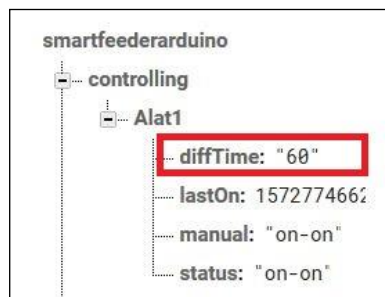 smartfeederarduino
controlling
Alat1
diffTime: "60"
lastOn: 1572774662
manual: "on-on"
status: "on-on"